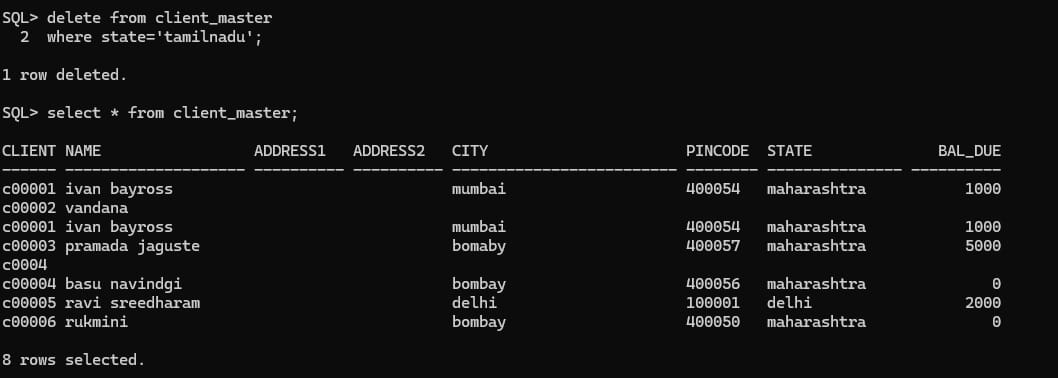 SQL> delete from client_master
  2  where state='tamilnadu';

1 row deleted.

SQL> select * from client_master;

CLIENT NAME                 ADDRESS1   ADDRESS2   CITY                      PINCODE  STATE              BAL_DUE
------ -------------------- ---------- ---------- ------------------------- -------- --------------- ----------
c00001 ivan bayross                               mumbai                    400054   maharashtra           1000
c00002 vandana
c00001 ivan bayross                               mumbai                    400054   maharashtra           1000
c00003 pramada jaguste                            bomaby                    400057   maharashtra           5000
c0004
c00004 basu navindgi                              bombay                    400056   maharashtra              0
c00005 ravi sreedharam                            delhi                     100001   delhi                 2000
c00006 rukmini                                    bombay                    400050   maharashtra              0

8 rows selected.